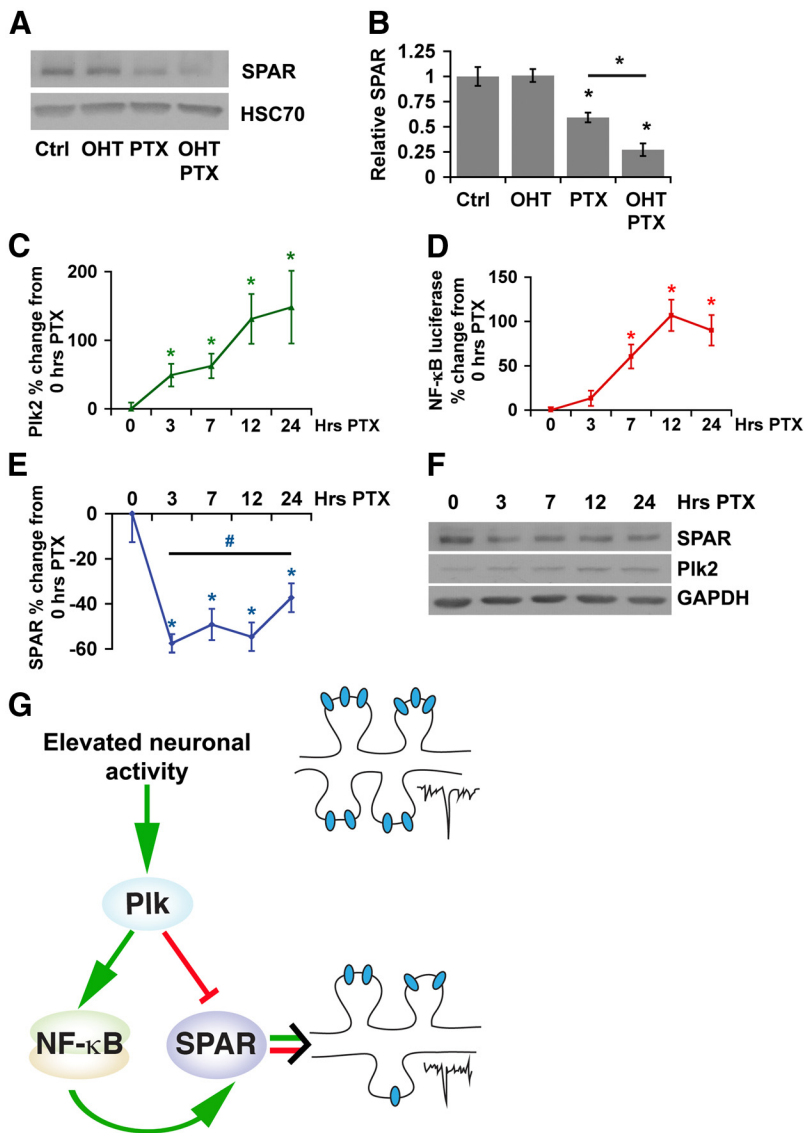 A
SPAR
HSC70
Ctrl OHT PTX OHT
PTX
B
Relative SPAR
1.25
1
0.75
0.5
0.25
0
*
*
*
Ctrl OHT PTX OHT
PTX
C
Plk2 % change from
0 hrs PTX
200
100
0
* * * *
0 3 7 12 24 Hrs PTX
D
NF-κB luciferase
% change from
0 hrs PTX
150
100
50
0
* * *
0 3 7 12 24 Hrs PTX
E
SPAR % change from
0 hrs PTX
0 3 7 12 24 Hrs PTX
0
-20
-40
-60
#
* * * *
F
0 3 7 12 24 Hrs PTX
SPAR
Plk2
GAPDH
G
Elevated neuronal
activity
Plk
NF-κB
SPAR